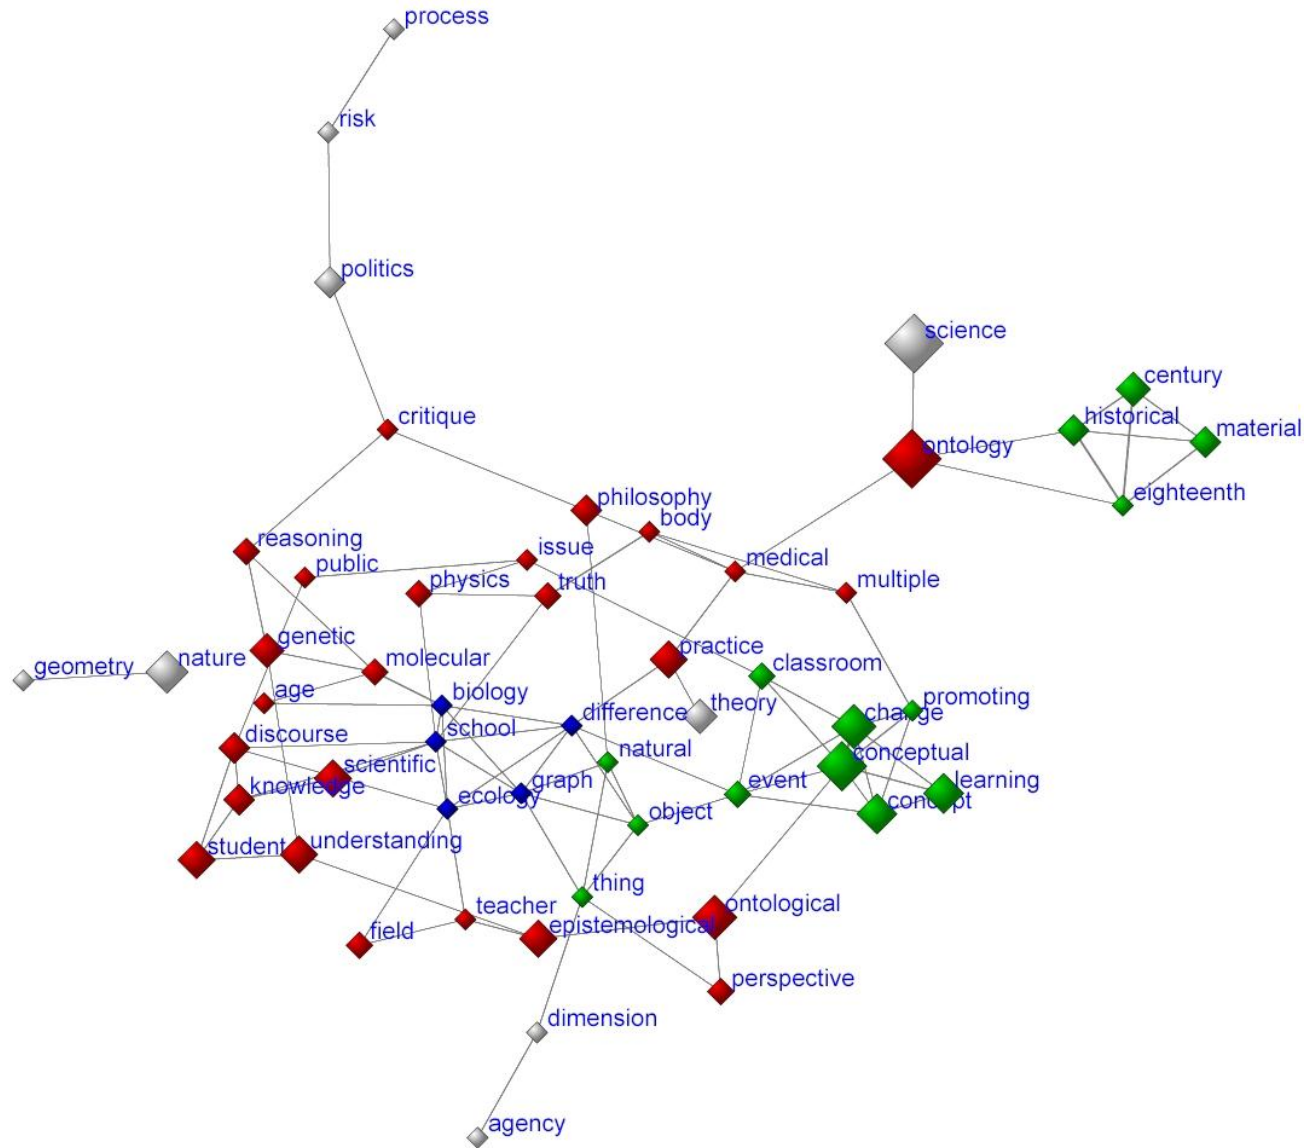 process
risk
politics
science
century
critique
historical
material
ontology
eighteenth
philosophy
body
reasoning
issue
public
medical
physics
truth
multiple
genetic
practice
nature
molecular
classroom
geometry
age
biology
promoting
theory
difference
change
school
discourse
natural
conceptual
scientific
knowledge
graph
event
learning
ecology
concept
object
student
understanding
thing
ontological
teacher
epistemological
field
perspective
dimension
agency